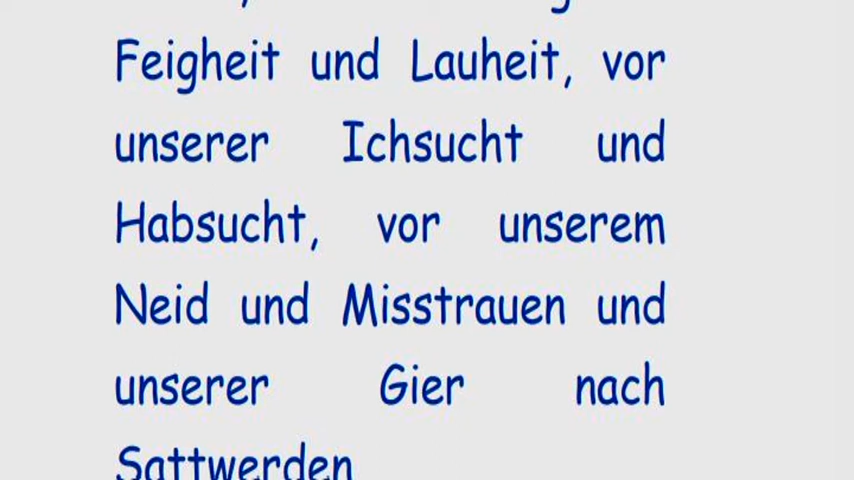 Feigheit und Lauheit, vor
unserer Ichsucht und
Habsucht, vor unserem
Neid und Misstrauen und
unserer Gier nach
Sattwerden